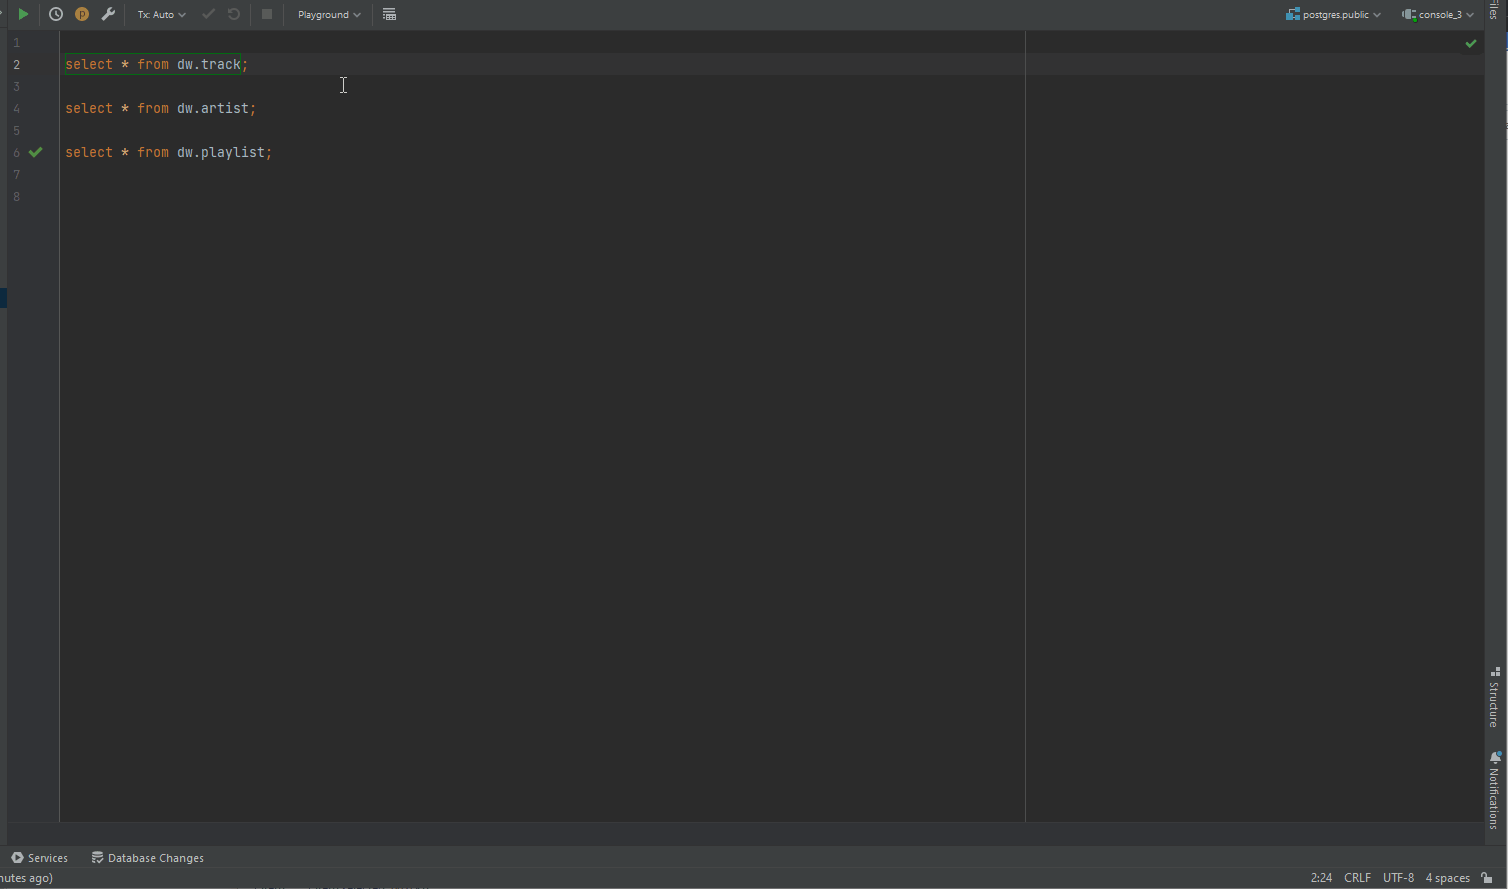 Tx: Auto
Playground
postgres.public
console_3
1
2 select * from dw.track;
3
4 select * from dw.artist;
5
6 select * from dw.playlist;
7
8
Structure
Notifications
Services
Database Changes
ago)
2:24 CRLF UTF-8 4 spaces